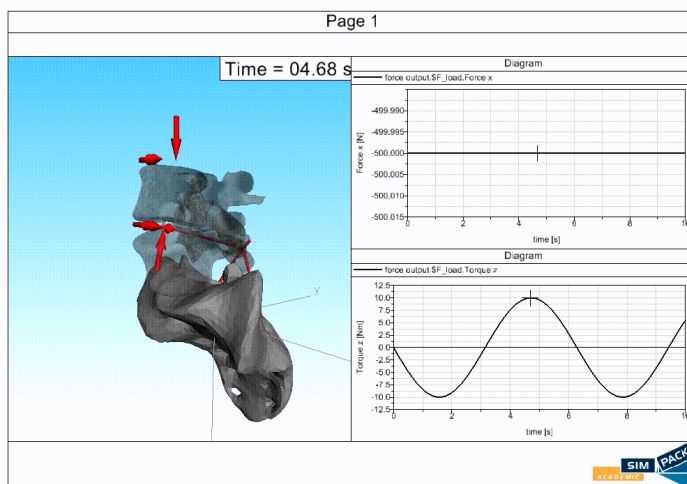 Page 1
Time = 04.68 s
Diagram
force output.$F_load.Force x
Force x [N]
-499.990
-499.995
-500.000
-500.005
-500.010
-500.015
0 2 4 6 8 10
time [s]
Diagram
force output.$F_load.Torque z
Torque z [Nm]
12.5
10.0
7.5
5.0
2.5
0.0
-2.5
-5.0
-7.5
-10.0
-12.5
0 2 4 6 8 10
time [s]
y
SIM PACK
ACADEMIC